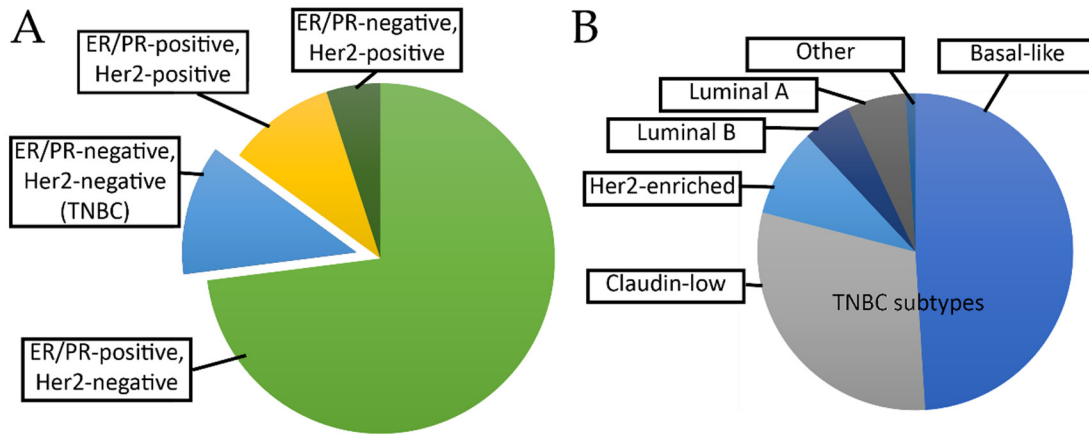 A
ER/PR-positive,
Her2-positive
ER/PR-negative,
Her2-positive
ER/PR-negative,
Her2-negative
(TNBC)
ER/PR-positive,
Her2-negative
B
Other
Basal-like
Luminal A
Luminal B
Her2-enriched
Claudin-low
TNBC subtypes